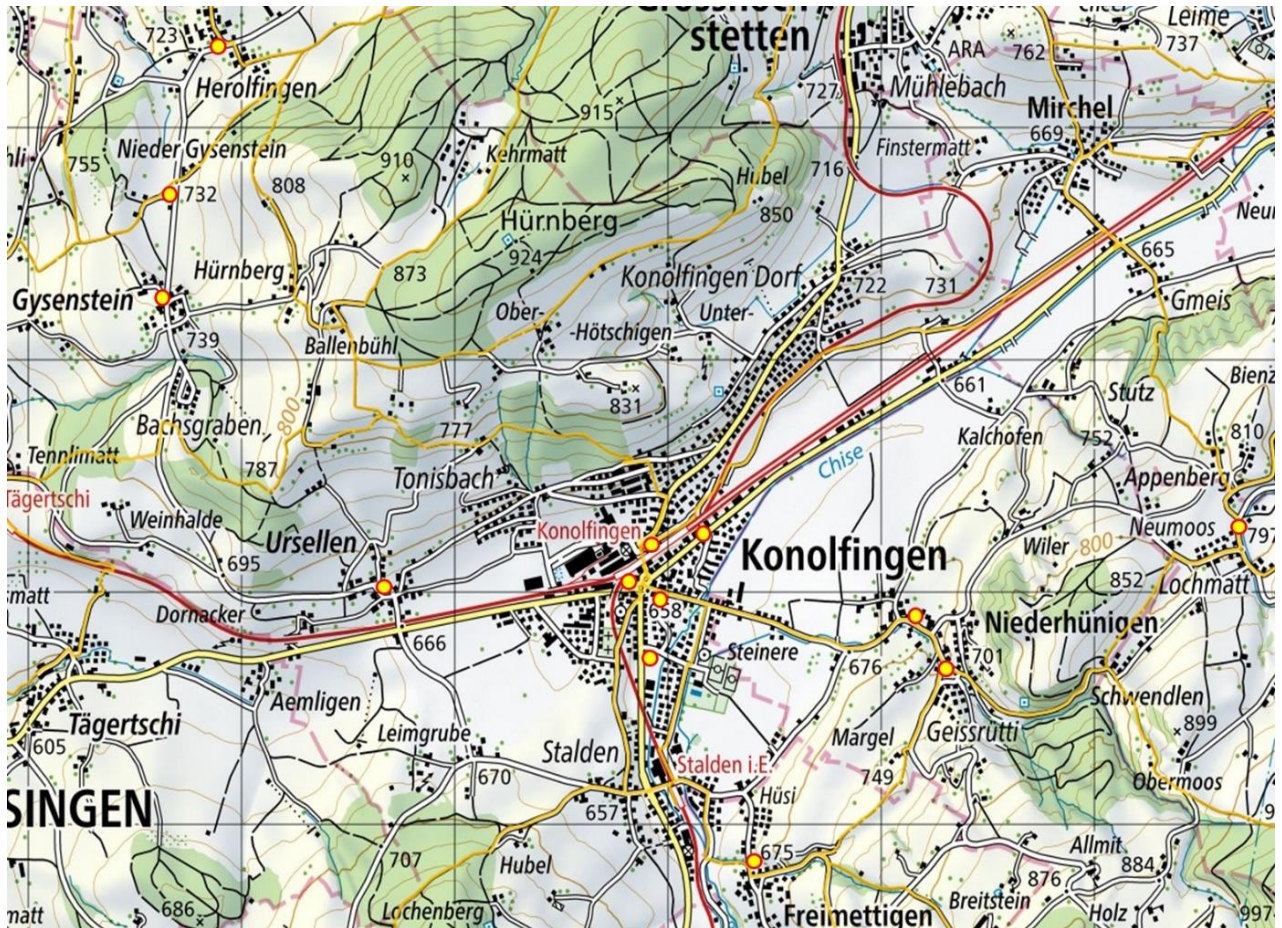 723
Herolfingen
stetten
ARA
762
Leime
737
727
Mühlebach
915
Mirchel
669
755
Nieder Gysenstein
Kehrmatt
Finstermatt
910
808
732
Hubel
716
850
Hürnberg
924
Hürnberg
873
Konolfingen Dorf
665
Gysenstein
722
731
Gmeis
Ober-
-Hötschigen
Unter-
739
Ballenbühl
661
831
Stutz
Bachsgraben
800
777
Kalchofen
752
810
Tennlimatt
787
Tonisbach
Chise
Appenberg
Tägertschi
Weinhalde
Konolfingen
Neumoos
797
Ursellen
Konolfingen
Wiler
800
695
852
Lochmatt
Dornacker
658
Niederhünigen
666
Steinere
676
701
Aemligen
Schwendlen
Tägertschi
Leimgrube
Geissrutti
899
605
Stalden
Stalden i.E.
Märgel
670
749
Obermoos
SINGEN
657
Hüsi
707
Hubel
675
Allmit
884
876
686
Lochenberg
Breitstein
Freimettigen
Holz
997